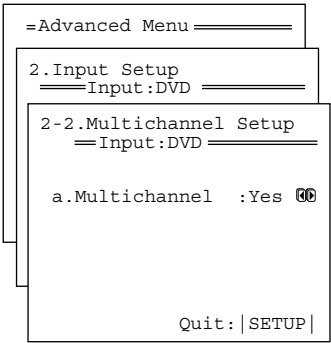 =Advanced Menu
2.Input Setup
Input:DVD
2-2.Multichannel Setup
Input:DVD
a.Multichannel :Yes
Quit:|SETUP|